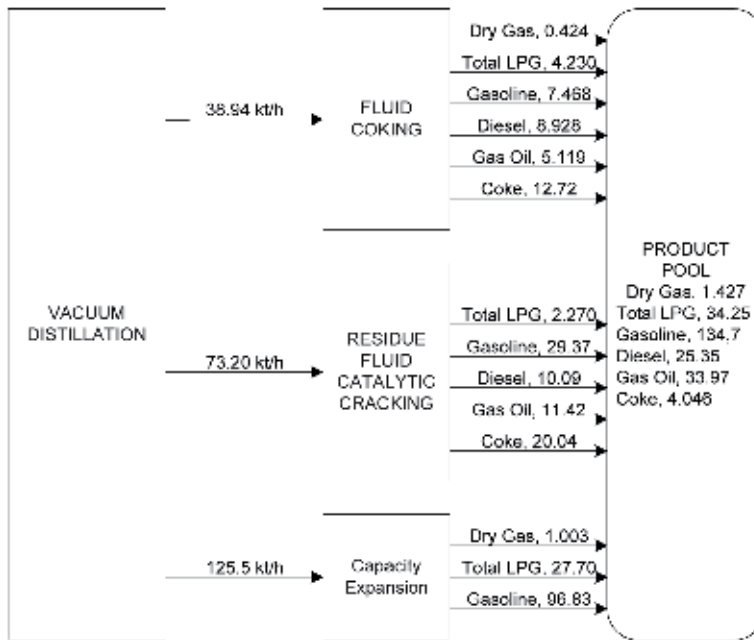 VACUUM
DISTILLATION
38.94 kt/h
FLUID
COKING
Dry Gas, 0.424
Total LPG, 4.230
Gasoline, 7.468
Diesel, 8.928
Gas Oil, 5.119
Coke, 12.72
73.20 kt/h
RESIDUE
FLUID
CATALYTIC
CRACKING
Total LPG, 2.270
Gasoline, 29.37
Diesel, 10.09
Gas Oil, 11.42
Coke, 20.04
125.5 kt/h
Capacity
Expansion
Dry Gas, 1.003
Total LPG, 27.70
Gasoline, 96.83
PRODUCT
POOL
Dry Gas. 1.427
Total LPG, 34.25
Gasoline, 134.7
Diesel, 25.35
Gas Oil, 33.97
Coke, 4.046